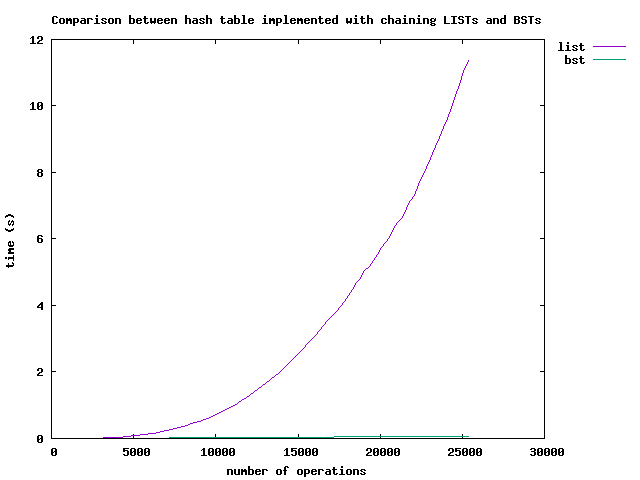 Comparison between hash table implemented with chaining LISTs and BSTs
list
bst
12
10
8
6
4
2
0
time (s)
0 5000 10000 15000 20000 25000 30000
number of operations